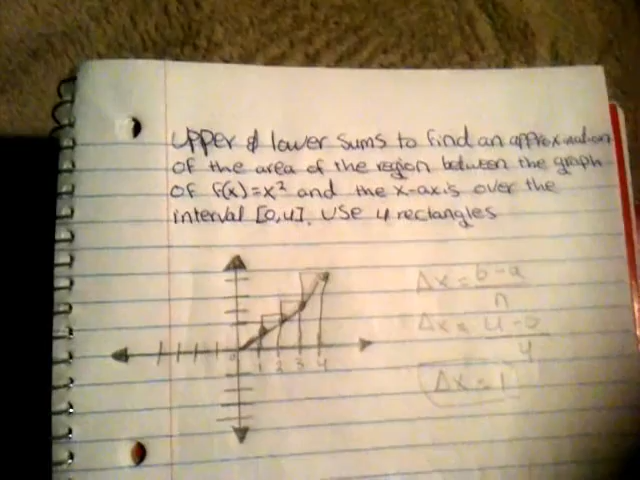 Upper & lower sums to find an approximation
of the area of the region between the graph
of f(x)=x² and the x-axis over the
interval [0,4]. Use 4 rectangles
Δx = b-a
n
Δx = 4-0
4
Δx = 1
0 1 2 3 4